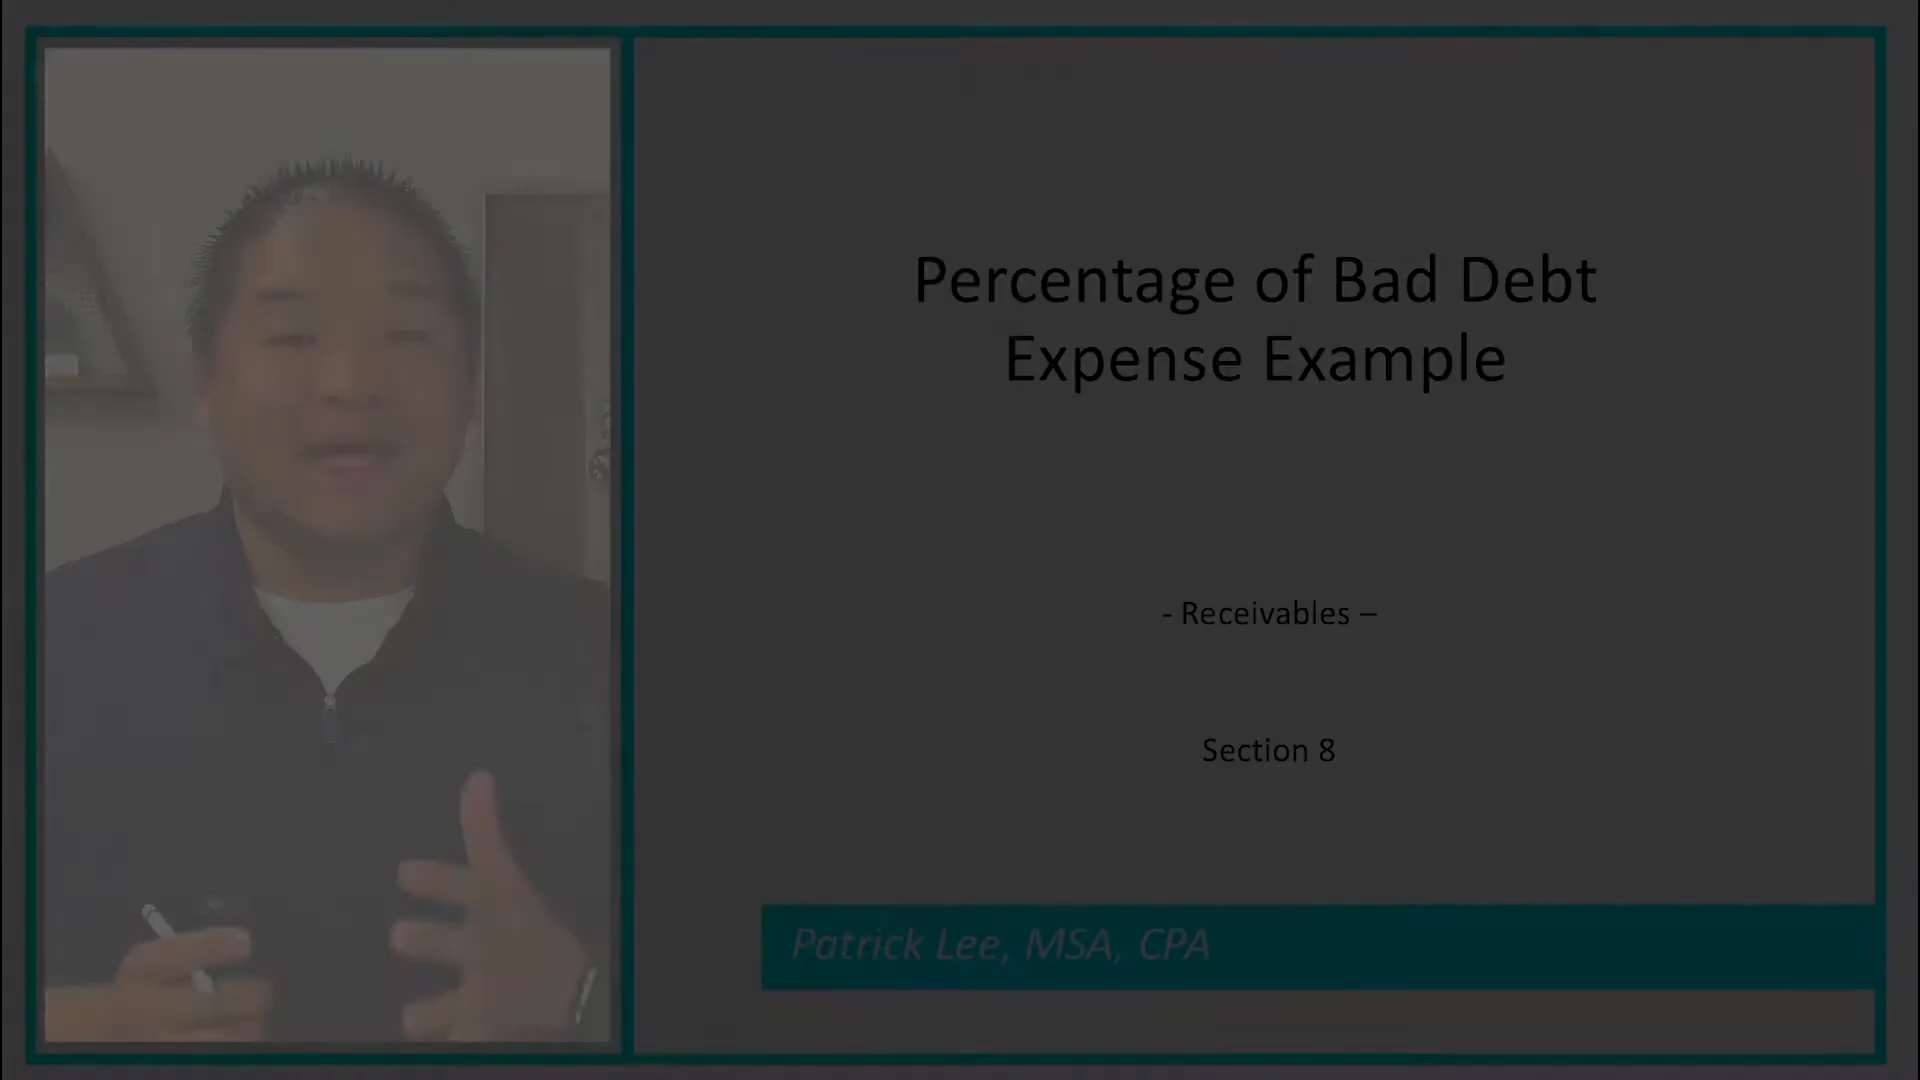 Percentage of Bad Debt
Expense Example
- Receivables –
Section 8
Patrick Lee, MSA, CPA